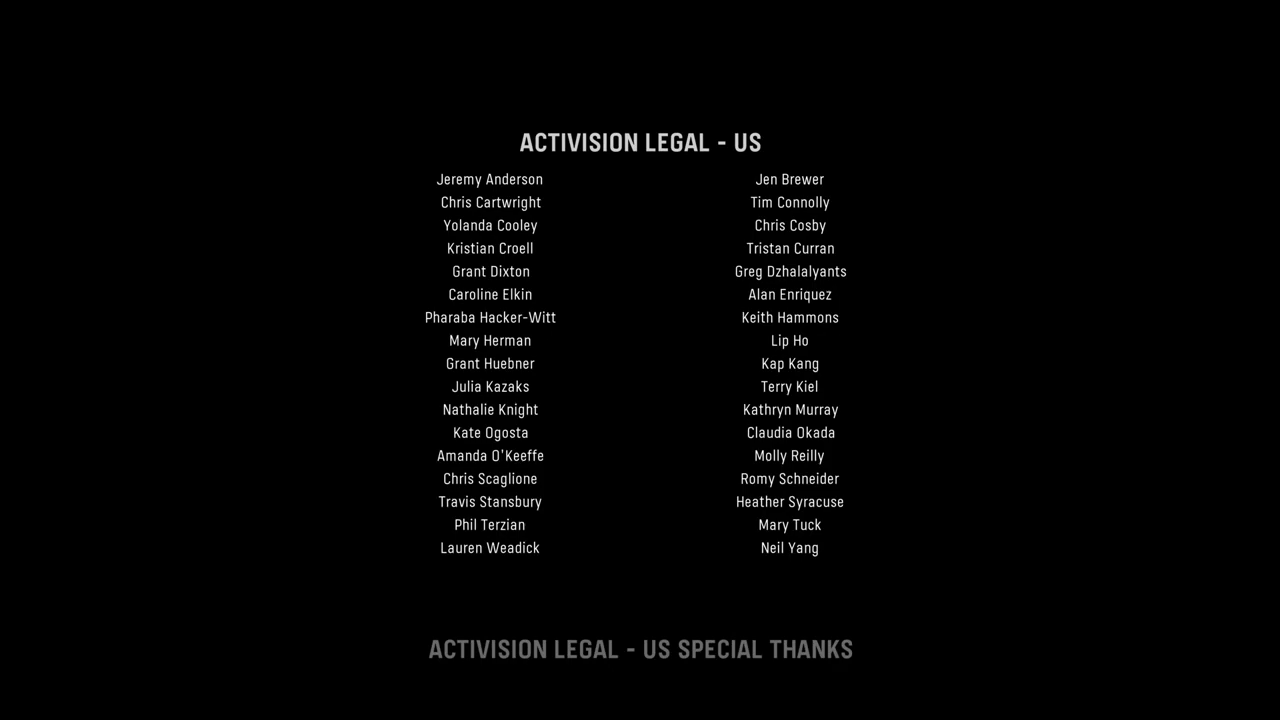 ACTIVISION LEGAL - US
Jeremy Anderson Jen Brewer
Chris Cartwright Tim Connolly
Yolanda Cooley Chris Cosby
Kristian Croell Tristan Curran
Grant Dixton Greg Dzhalalyants
Caroline Elkin Alan Enriquez
Pharaba Hacker-Witt Keith Hammons
Mary Herman Lip Ho
Grant Huebner Kap Kang
Julia Kazaks Terry Kiel
Nathalie Knight Kathryn Murray
Kate Ogosta Claudia Okada
Amanda O'Keeffe Molly Reilly
Chris Scaglione Romy Schneider
Travis Stansbury Heather Syracuse
Phil Terzian Mary Tuck
Lauren Weadick Neil Yang
ACTIVISION LEGAL - US SPECIAL THANKS